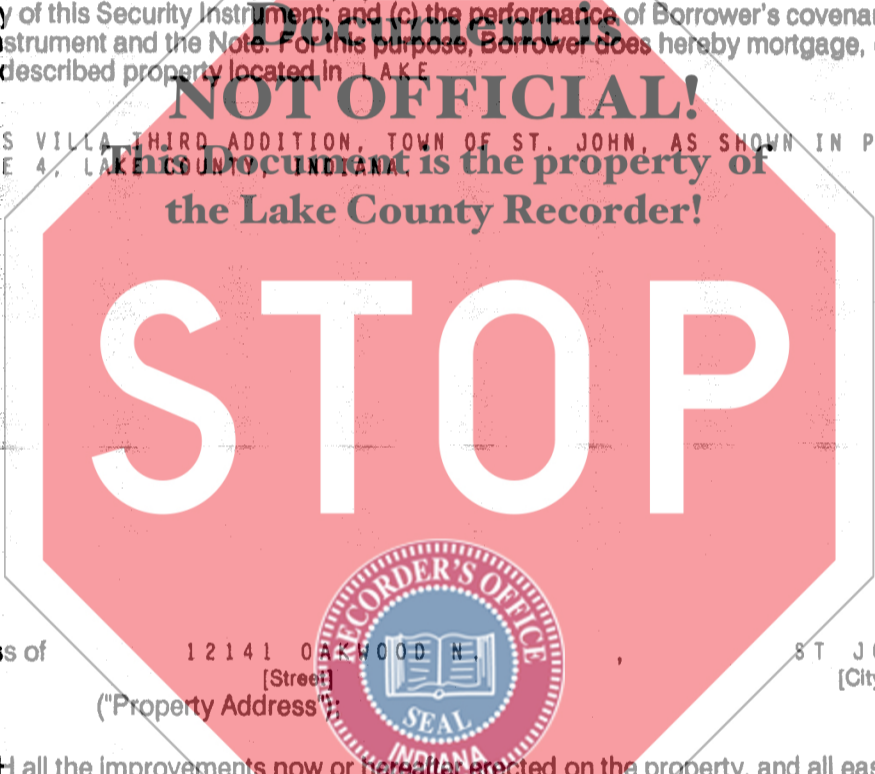 y of this Security Instrument; and (c) the performance of Borrower's covena
Document is
strument and the Note. For this purpose, Borrower does hereby mortgage,
described property located in LAKE
NOT OFFICIAL!
S VILLA THIRD ADDITION, TOWN OF ST. JOHN, AS SHOWN IN P
This Document is the property of
E 4, LAKE COUNTY, INDIANA.
the Lake County Recorder!
STOP
RECORDER'S OFFICE
s of 12141 OAKWOOD N. , ST JO
[Street] [City
("Property Address");
SEAL
INDIANA
H all the improvements now or hereafter erected on the property, and all eas